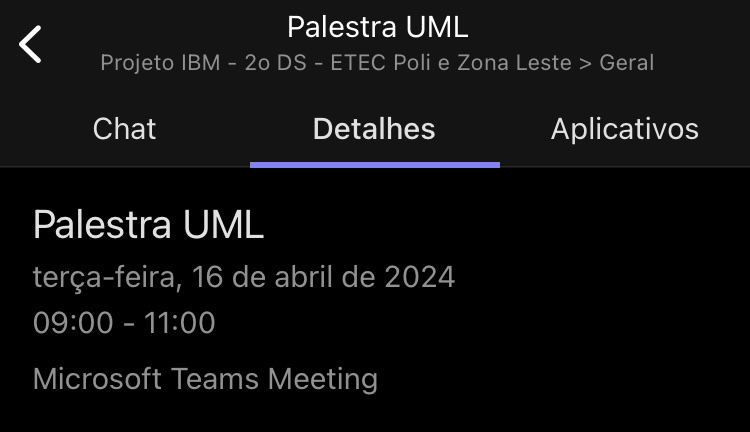 Palestra UML
Projeto IBM - 2o DS - ETEC Poli e Zona Leste > Geral
Chat
Detalhes
Aplicativos
Palestra UML
terça-feira, 16 de abril de 2024
09:00 - 11:00
Microsoft Teams Meeting